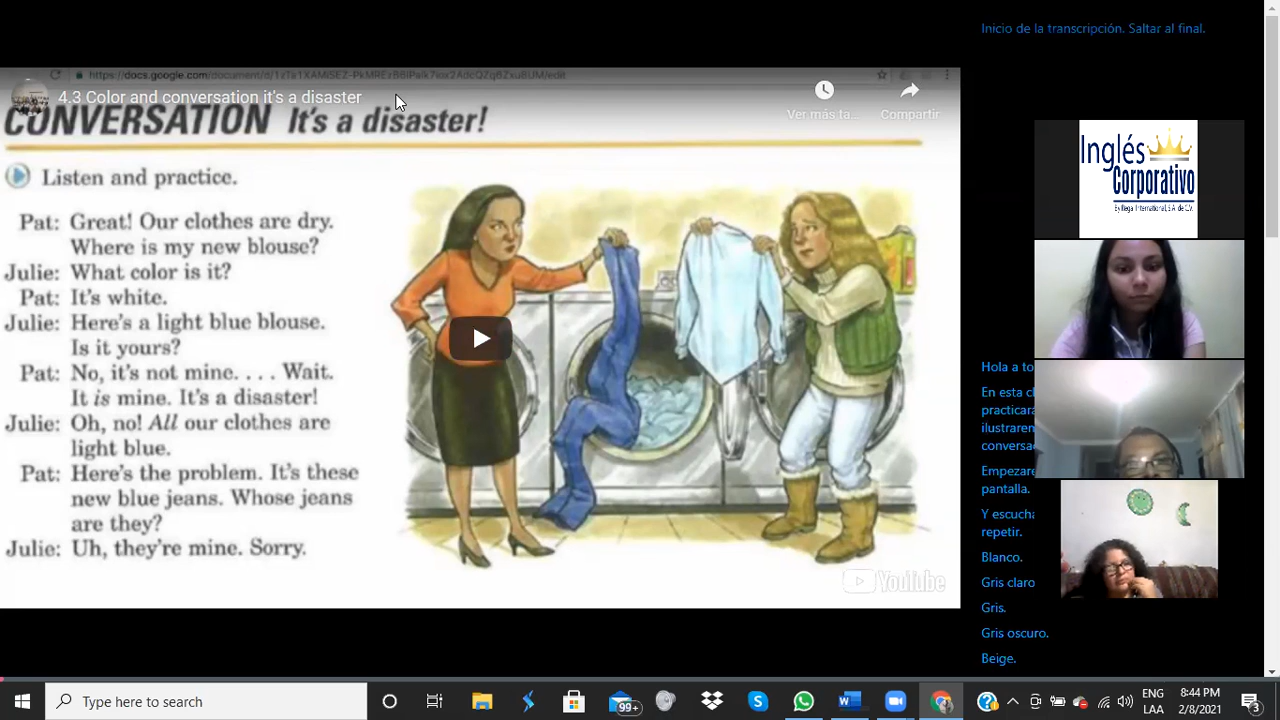 Inicio de la transcripción. Saltar al final.
4.3 Color and conversation it's a disaster
Ver más ta...
Compartir
CONVERSATION It's a disaster!
Listen and practice.
Pat: Great! Our clothes are dry.
Where is my new blouse?
Julie: What color is it?
Pat: It's white.
Julie: Here's a light blue blouse.
Is it yours?
Pat: No, it's not mine. . . . Wait.
It is mine. It's a disaster!
Julie: Oh, no! All our clothes are
light blue.
Pat: Here's the problem. It's these
new blue jeans. Whose jeans
are they?
Julie: Uh, they're mine. Sorry.
YouTube
Inglés
Corporativo
Hola a to
En esta cl
practicara
ilustrarem
conversa
Empezare
pantalla.
Y escucha
repetir.
Blanco.
Gris claro
Gris.
Gris oscuro.
Beige.
Type here to search
99+
ENG
LAA
8:44 PM
2/8/2021
3